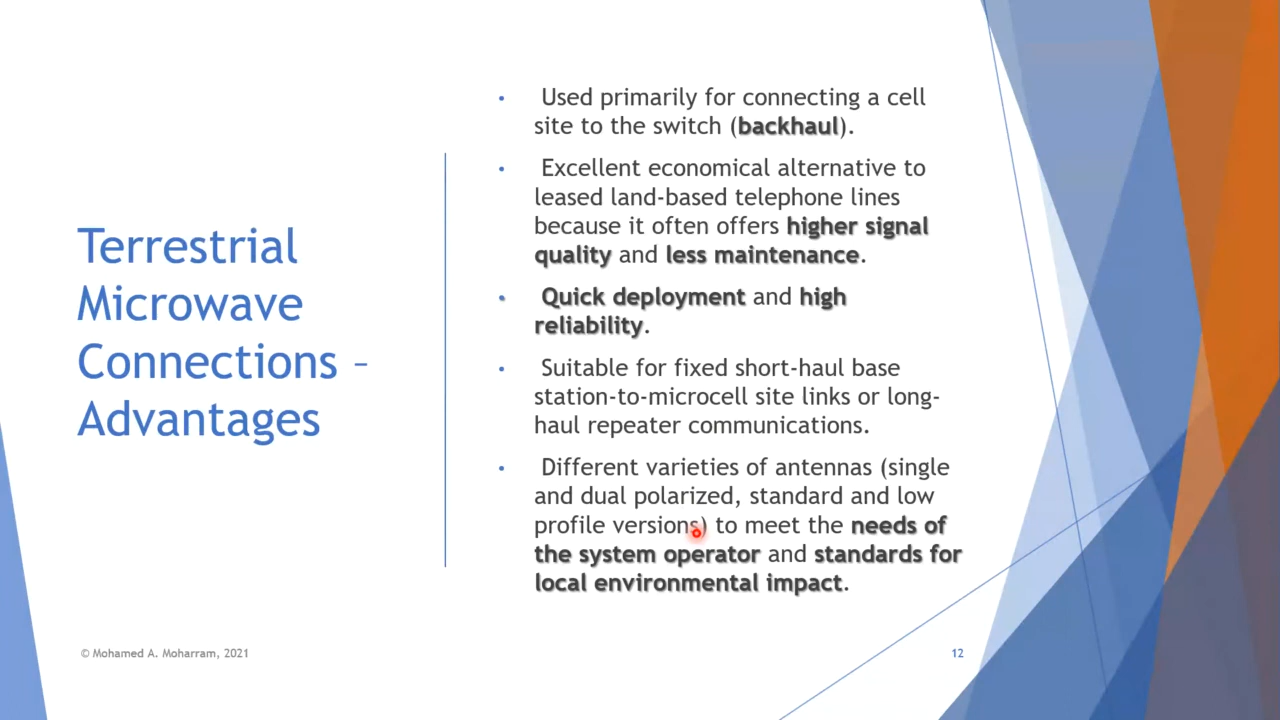 Terrestrial
Microwave
Connections –
Advantages
• Used primarily for connecting a cell
site to the switch (backhaul).
• Excellent economical alternative to
leased land-based telephone lines
because it often offers higher signal
quality and less maintenance.
• Quick deployment and high
reliability.
• Suitable for fixed short-haul base
station-to-microcell site links or long-
haul repeater communications.
• Different varieties of antennas (single
and dual polarized, standard and low
profile versions) to meet the needs of
the system operator and standards for
local environmental impact.
© Mohamed A. Moharram, 2021
12